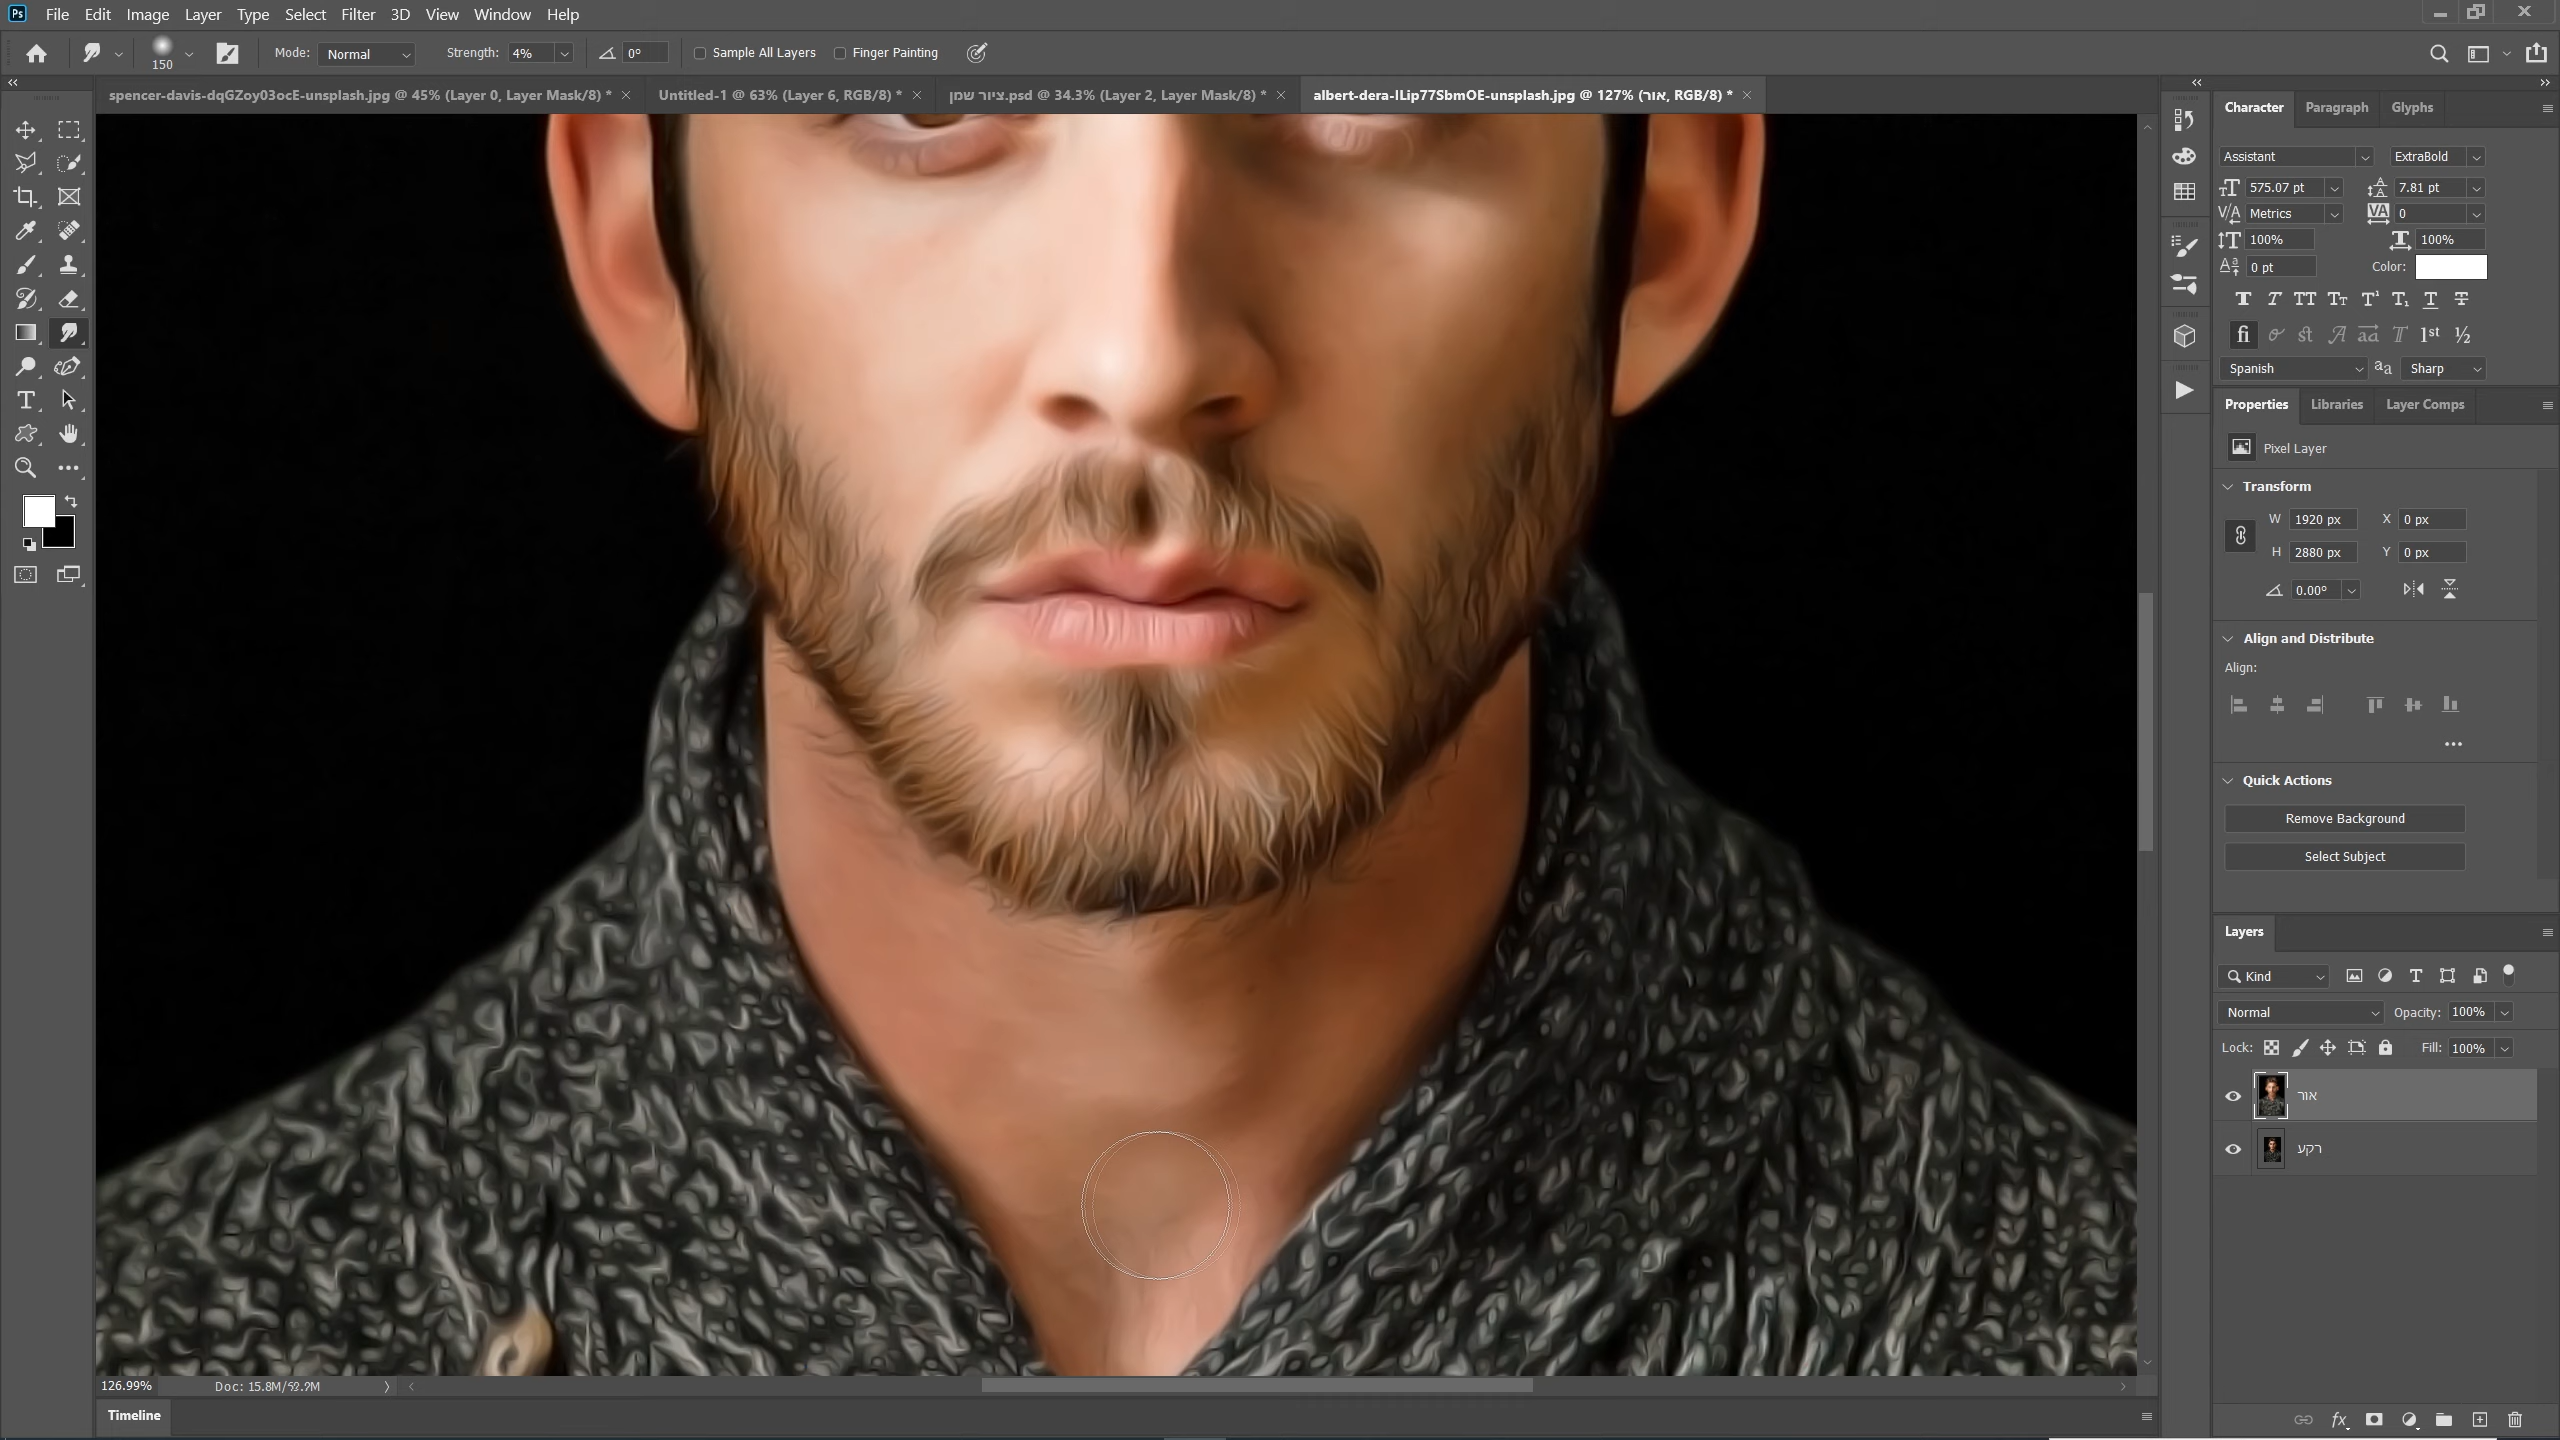 Ps File Edit Image Layer Type Select Filter 3D View Window Help
150 Mode: Normal Strength: 4% 0° Sample All Layers Finger Painting
spencer-davis-dqGZoy03ocE-unsplash.jpg @ 45% (Layer 0, Layer Mask/8) * Untitled-1 @ 63% (Layer 6, RGB/8) * ציור שמן.psd @ 34.3% (Layer 2, Layer Mask/8) * albert-dera-ILip77SbmOE-unsplash.jpg @ 127% (אור, RGB/8) *
Character Paragraph Glyphs
Assistant ExtraBold
575.07 pt 7.81 pt
Metrics 0
100% 100%
0 pt Color:
Spanish Sharp
Properties Libraries Layer Comps
Pixel Layer
Transform
W 1920 px X 0 px
H 2880 px Y 0 px
0.00°
Align and Distribute
Align:
Quick Actions
Remove Background
Select Subject
Layers
Kind
Normal Opacity: 100%
Lock: Fill: 100%
אור
רקע
126.99% Doc: 15.8M/52.2M
Timeline